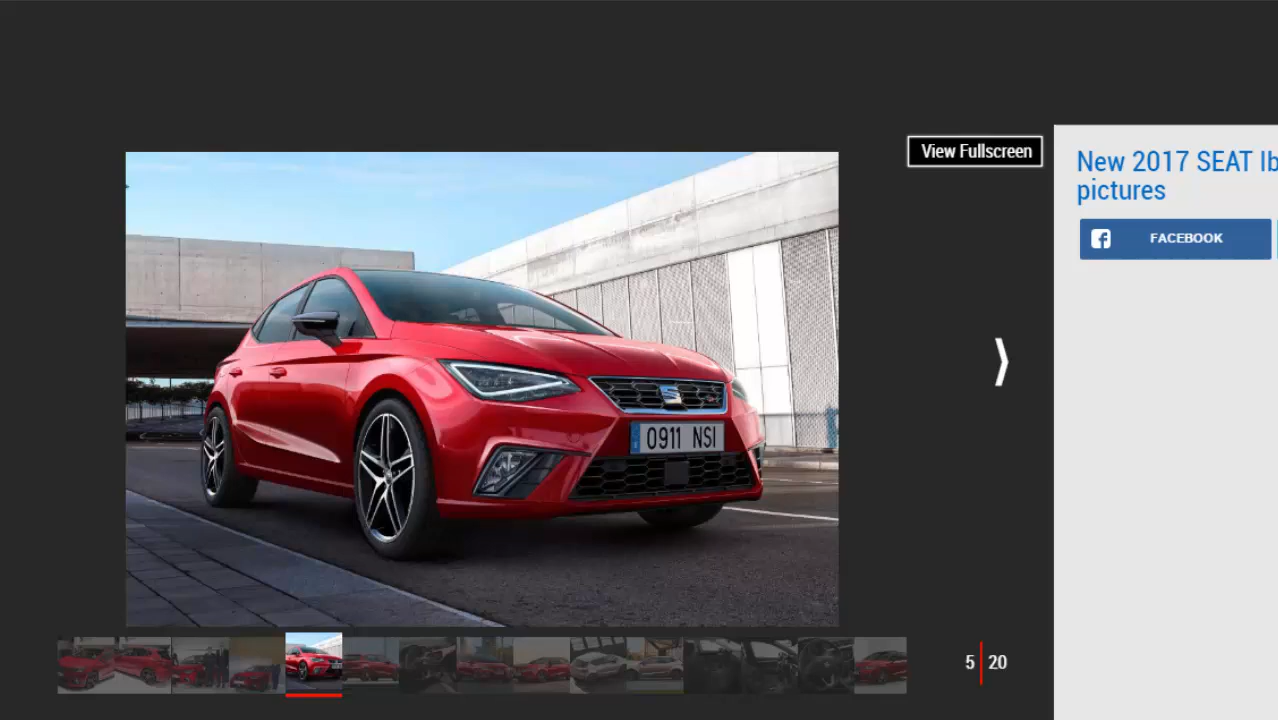 View Fullscreen
New 2017 SEAT Ib
pictures
FACEBOOK
0911 NSI
5 20